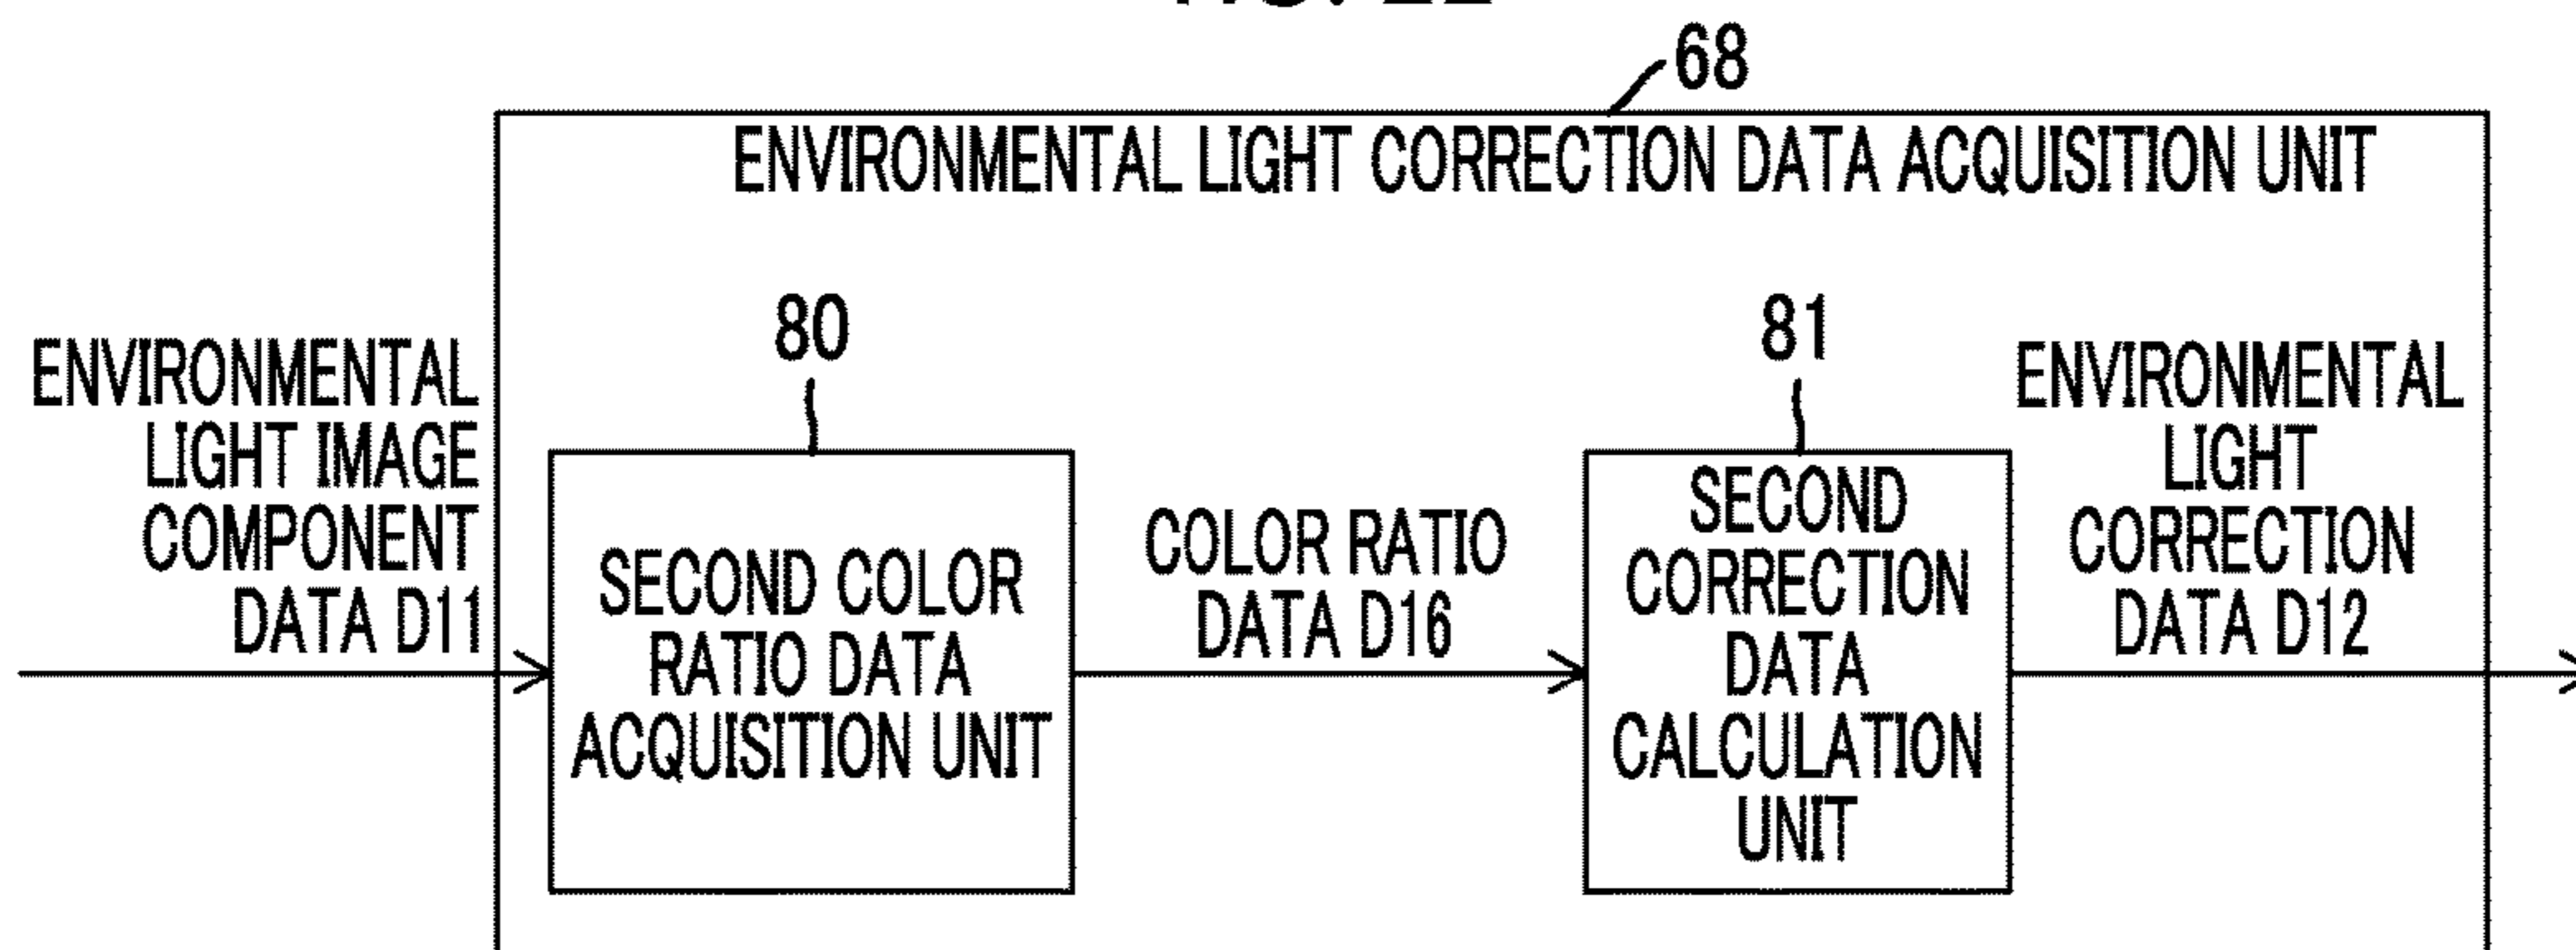 68
ENVIRONMENTAL LIGHT CORRECTION DATA ACQUISITION UNIT
ENVIRONMENTAL
LIGHT IMAGE
COMPONENT
DATA D11
80
SECOND COLOR
RATIO DATA
ACQUISITION UNIT
COLOR RATIO
DATA D16
81
SECOND
CORRECTION
DATA
CALCULATION
UNIT
ENVIRONMENTAL
LIGHT
CORRECTION
DATA D12